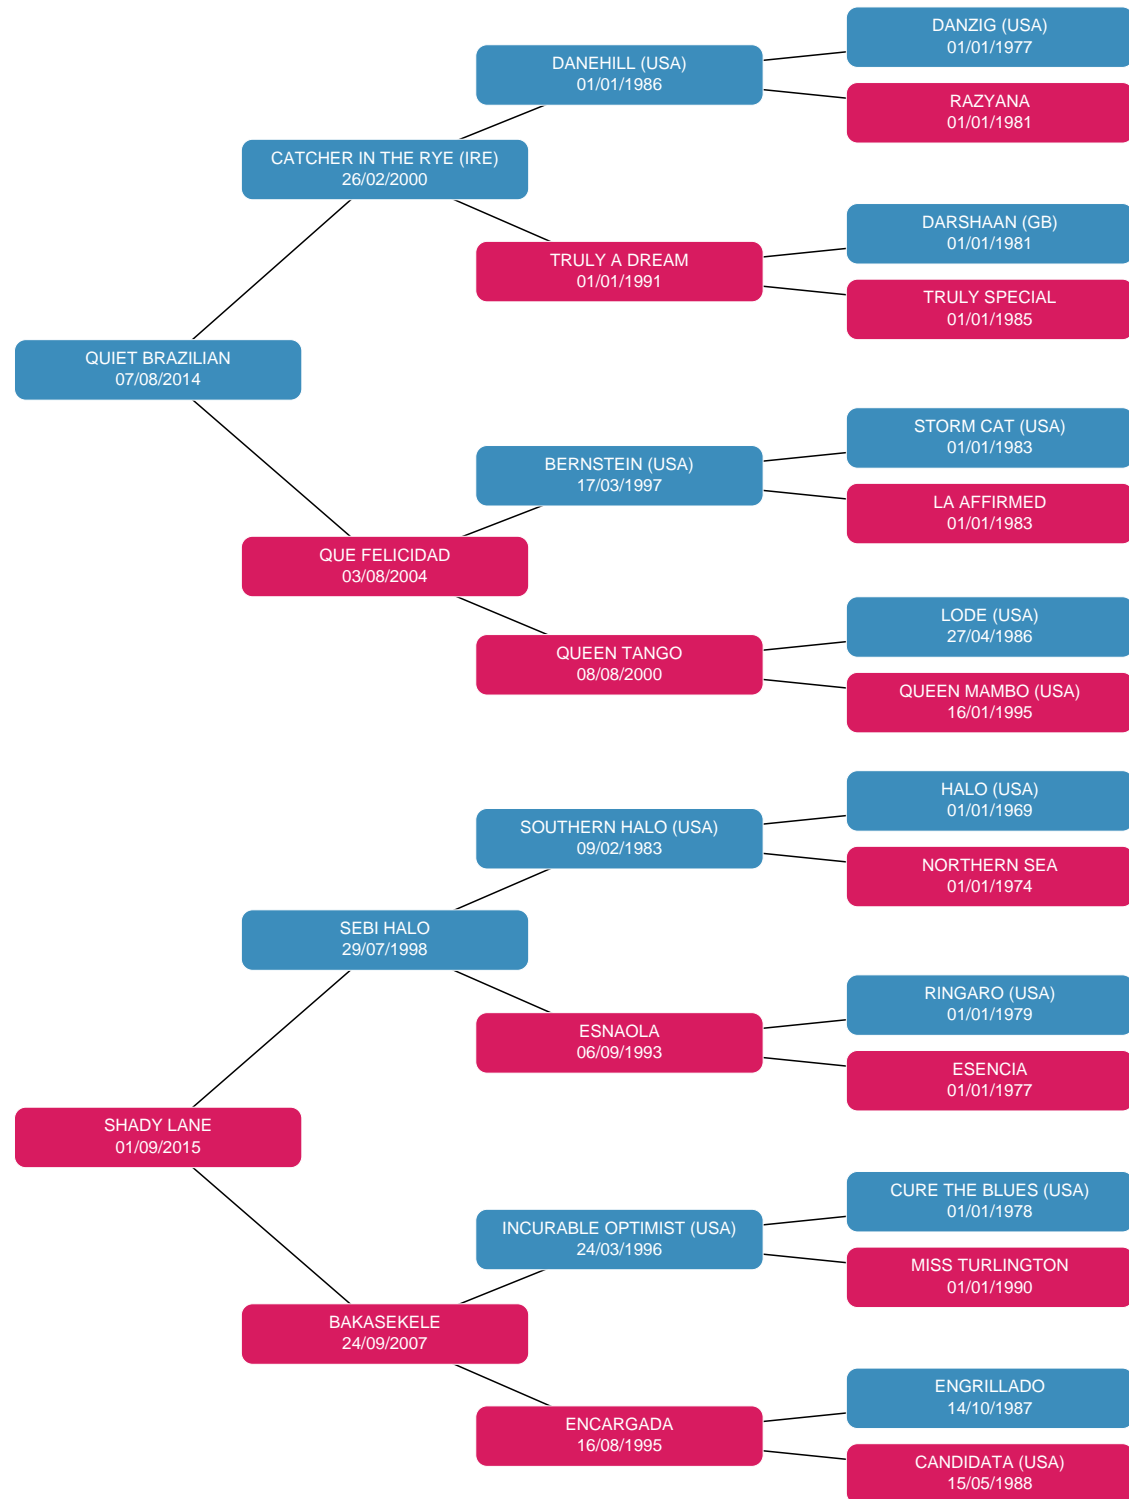 DANZIG (USA)
01/01/1977
DANEHILL (USA)
01/01/1986
RAZYANA
01/01/1981
CATCHER IN THE RYE (IRE)
26/02/2000
DARSHAAN (GB)
01/01/1981
TRULY A DREAM
01/01/1991
TRULY SPECIAL
01/01/1985
QUIET BRAZILIAN
07/08/2014
STORM CAT (USA)
01/01/1983
BERNSTEIN (USA)
17/03/1997
LA AFFIRMED
01/01/1983
QUE FELICIDAD
03/08/2004
LODE (USA)
27/04/1986
QUEEN TANGO
08/08/2000
QUEEN MAMBO (USA)
16/01/1995
HALO (USA)
01/01/1969
SOUTHERN HALO (USA)
09/02/1983
NORTHERN SEA
01/01/1974
SEBI HALO
29/07/1998
RINGARO (USA)
01/01/1979
ESNAOLA
06/09/1993
ESENCIA
01/01/1977
SHADY LANE
01/09/2015
CURE THE BLUES (USA)
01/01/1978
INCURABLE OPTIMIST (USA)
24/03/1996
MISS TURLINGTON
01/01/1990
BAKASEKELE
24/09/2007
ENGRILLADO
14/10/1987
ENCARGADA
16/08/1995
CANDIDATA (USA)
15/05/1988